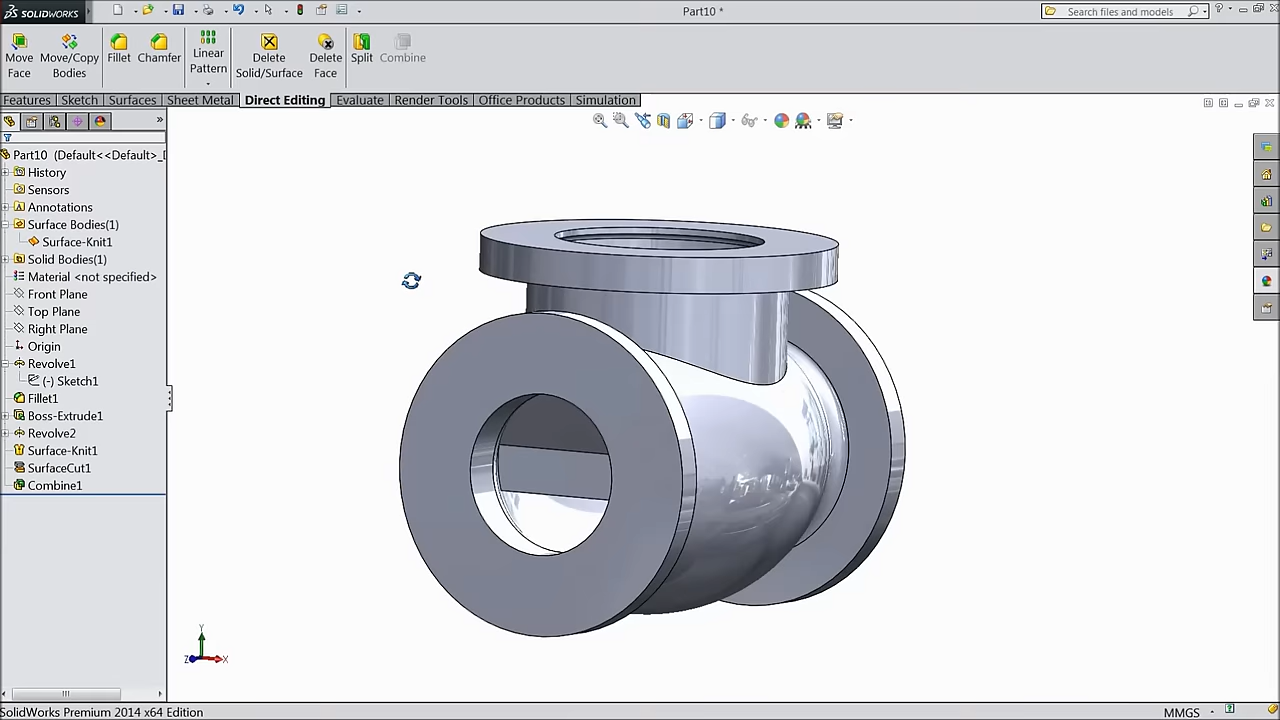 SOLIDWORKS
Part10 *
Search files and models
?
Move Face
Move/Copy Bodies
Fillet
Chamfer
Linear Pattern
Delete Solid/Surface
Delete Face
Split
Combine
Features
Sketch
Surfaces
Sheet Metal
Direct Editing
Evaluate
Render Tools
Office Products
Simulation
»
Part10 (Default<<Default>_
History
Sensors
Annotations
Surface Bodies(1)
Surface-Knit1
Solid Bodies(1)
Material <not specified>
Front Plane
Top Plane
Right Plane
Origin
Revolve1
(-) Sketch1
Fillet1
Boss-Extrude1
Revolve2
Surface-Knit1
SurfaceCut1
Combine1
Y
Z
X
SolidWorks Premium 2014 x64 Edition
MMGS